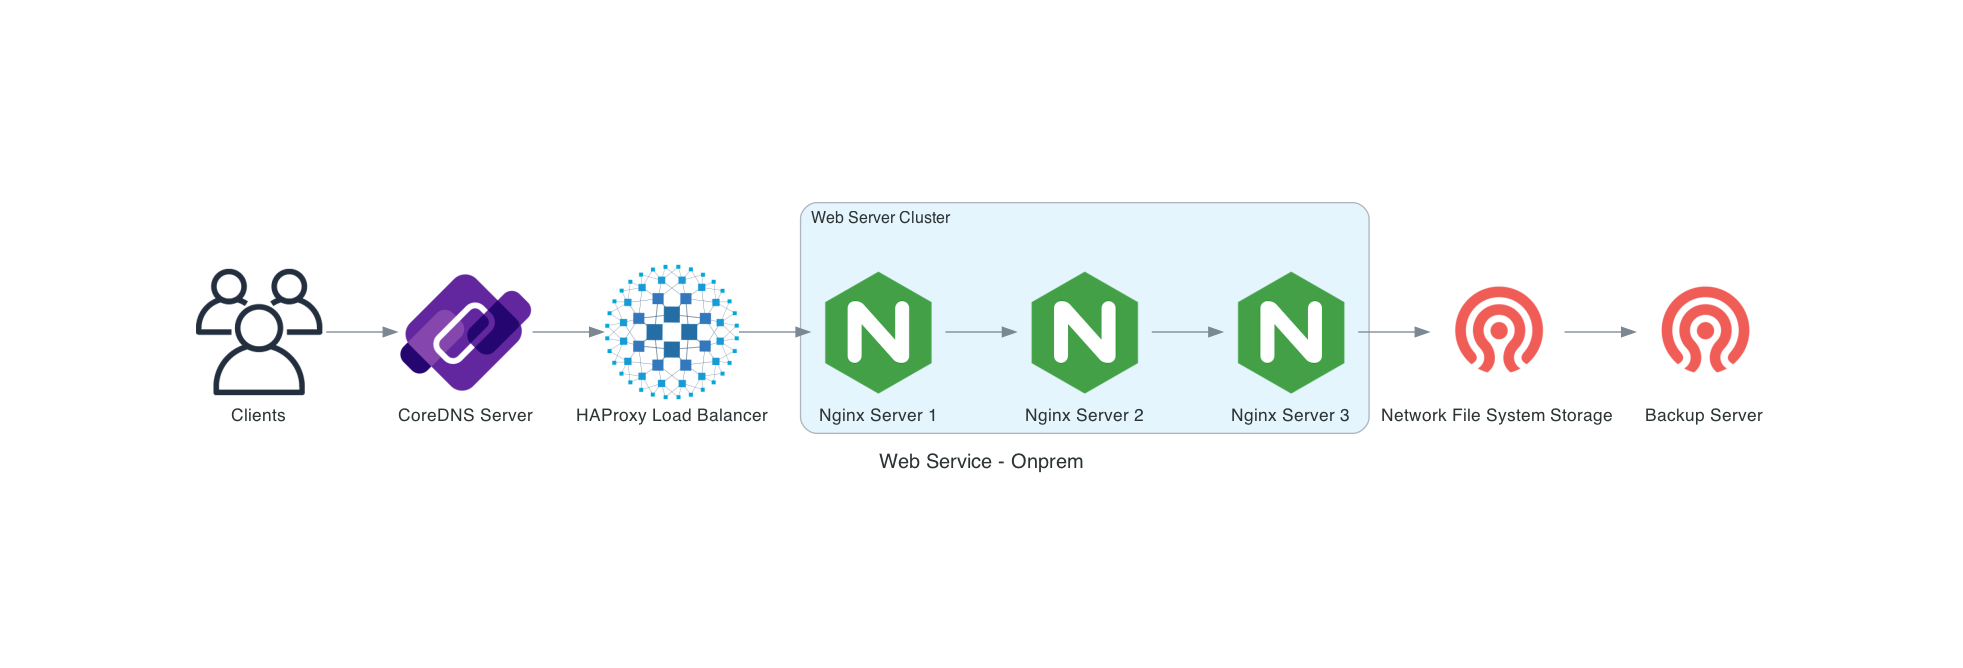 Web Server Cluster
Clients
CoreDNS Server
HAProxy Load Balancer
Nginx Server 1
Nginx Server 2
Nginx Server 3
Network File System Storage
Backup Server
Web Service - Onprem